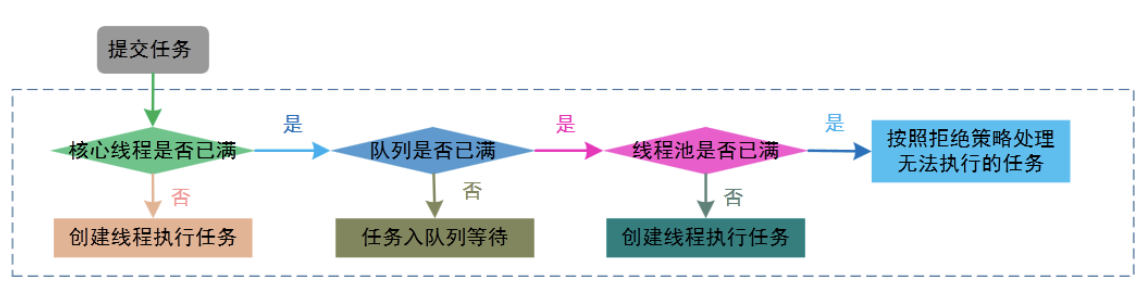 提交任务
核心线程是否已满
是
队列是否已满
是
线程池是否已满
是
按照拒绝策略处理
无法执行的任务
否
否
否
创建线程执行任务
任务入队列等待
创建线程执行任务